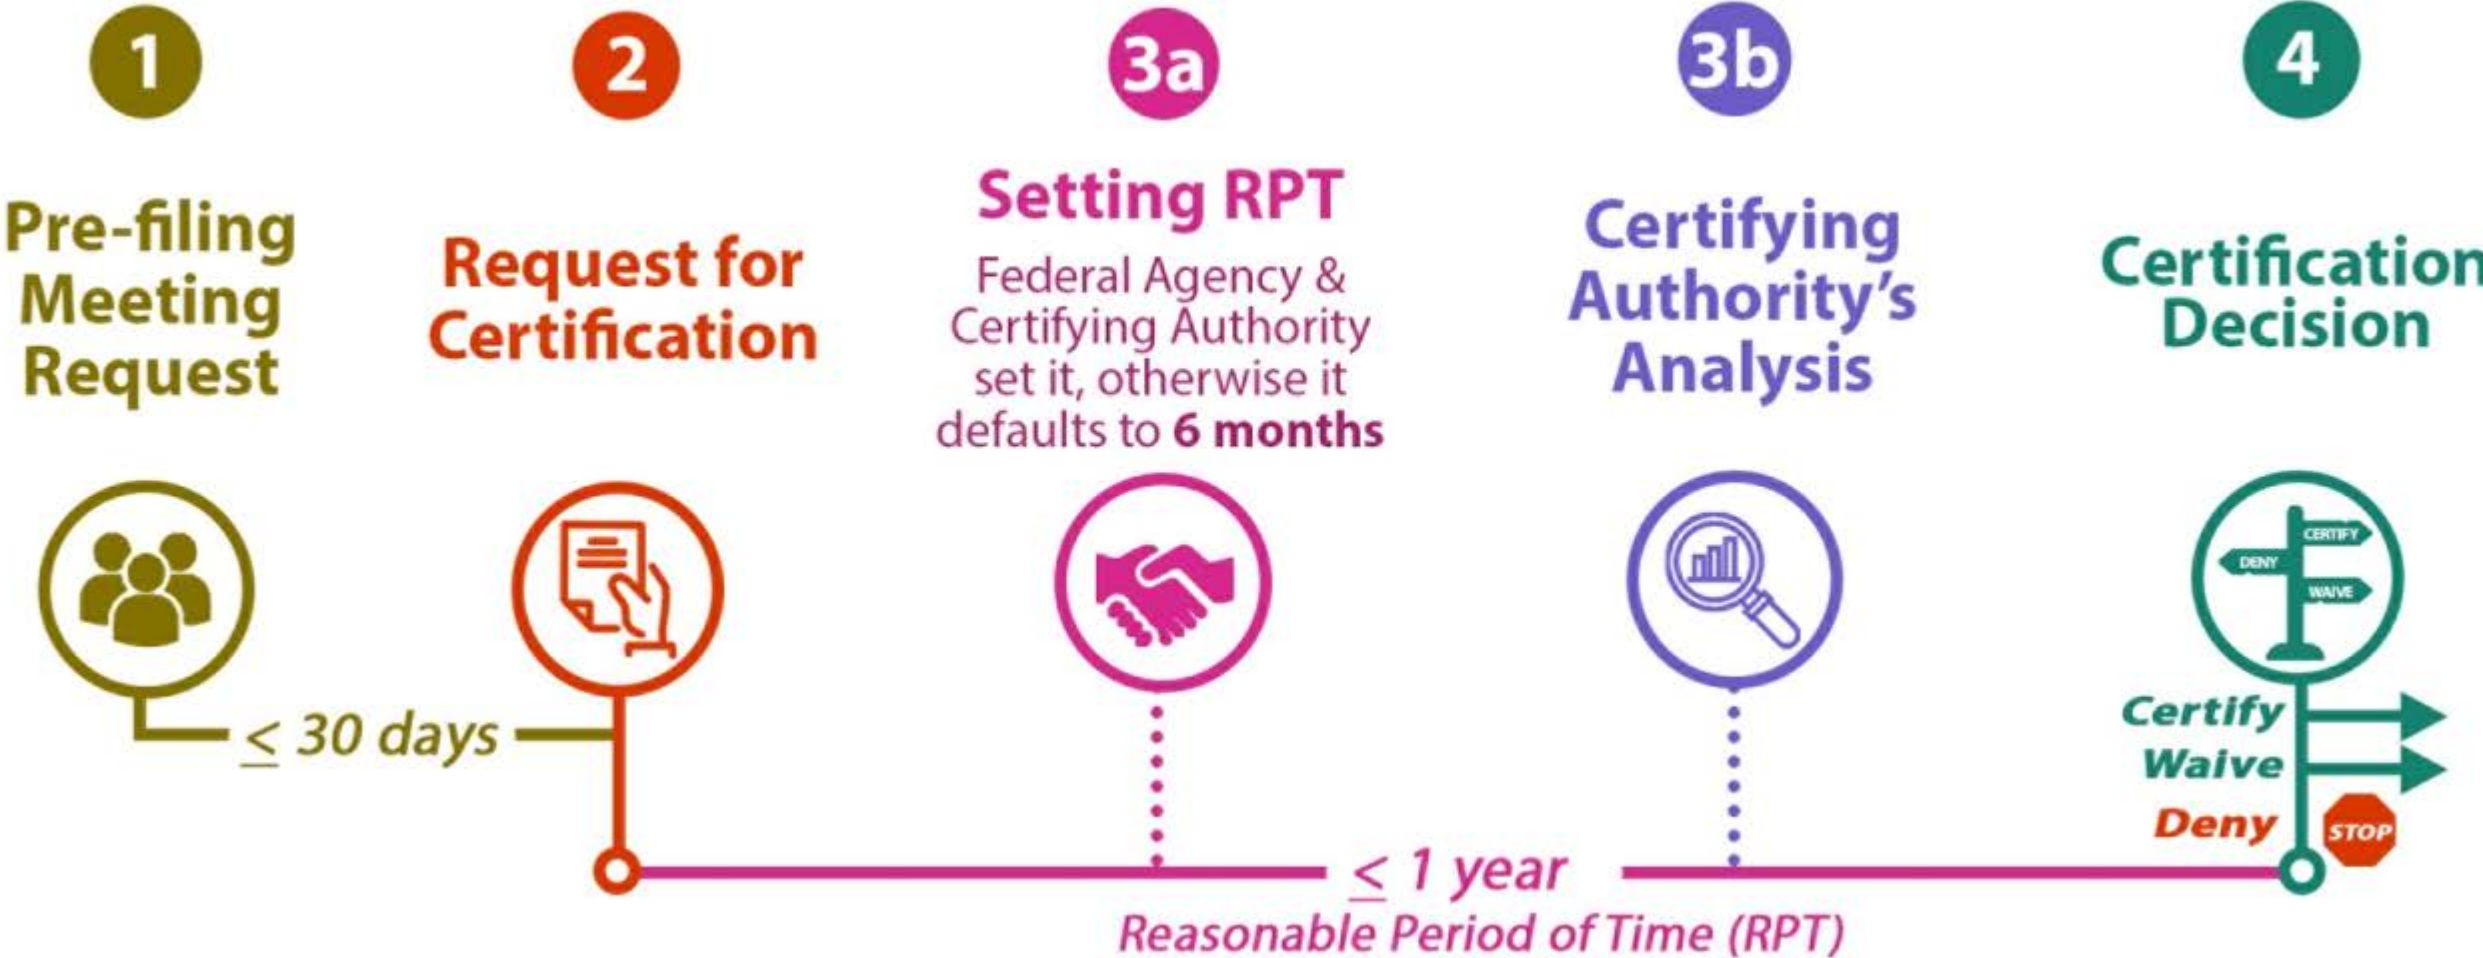 1
Pre-filing
Meeting
Request
≤ 30 days
2
Request for
Certification
3a
Setting RPT
Federal Agency &
Certifying Authority
set it, otherwise it
defaults to 6 months
3b
Certifying
Authority's
Analysis
≤ 1 year
Reasonable Period of Time (RPT)
4
Certification
Decision
CERTIFY
DENY
WAIVE
Certify
Waive
Deny
STOP